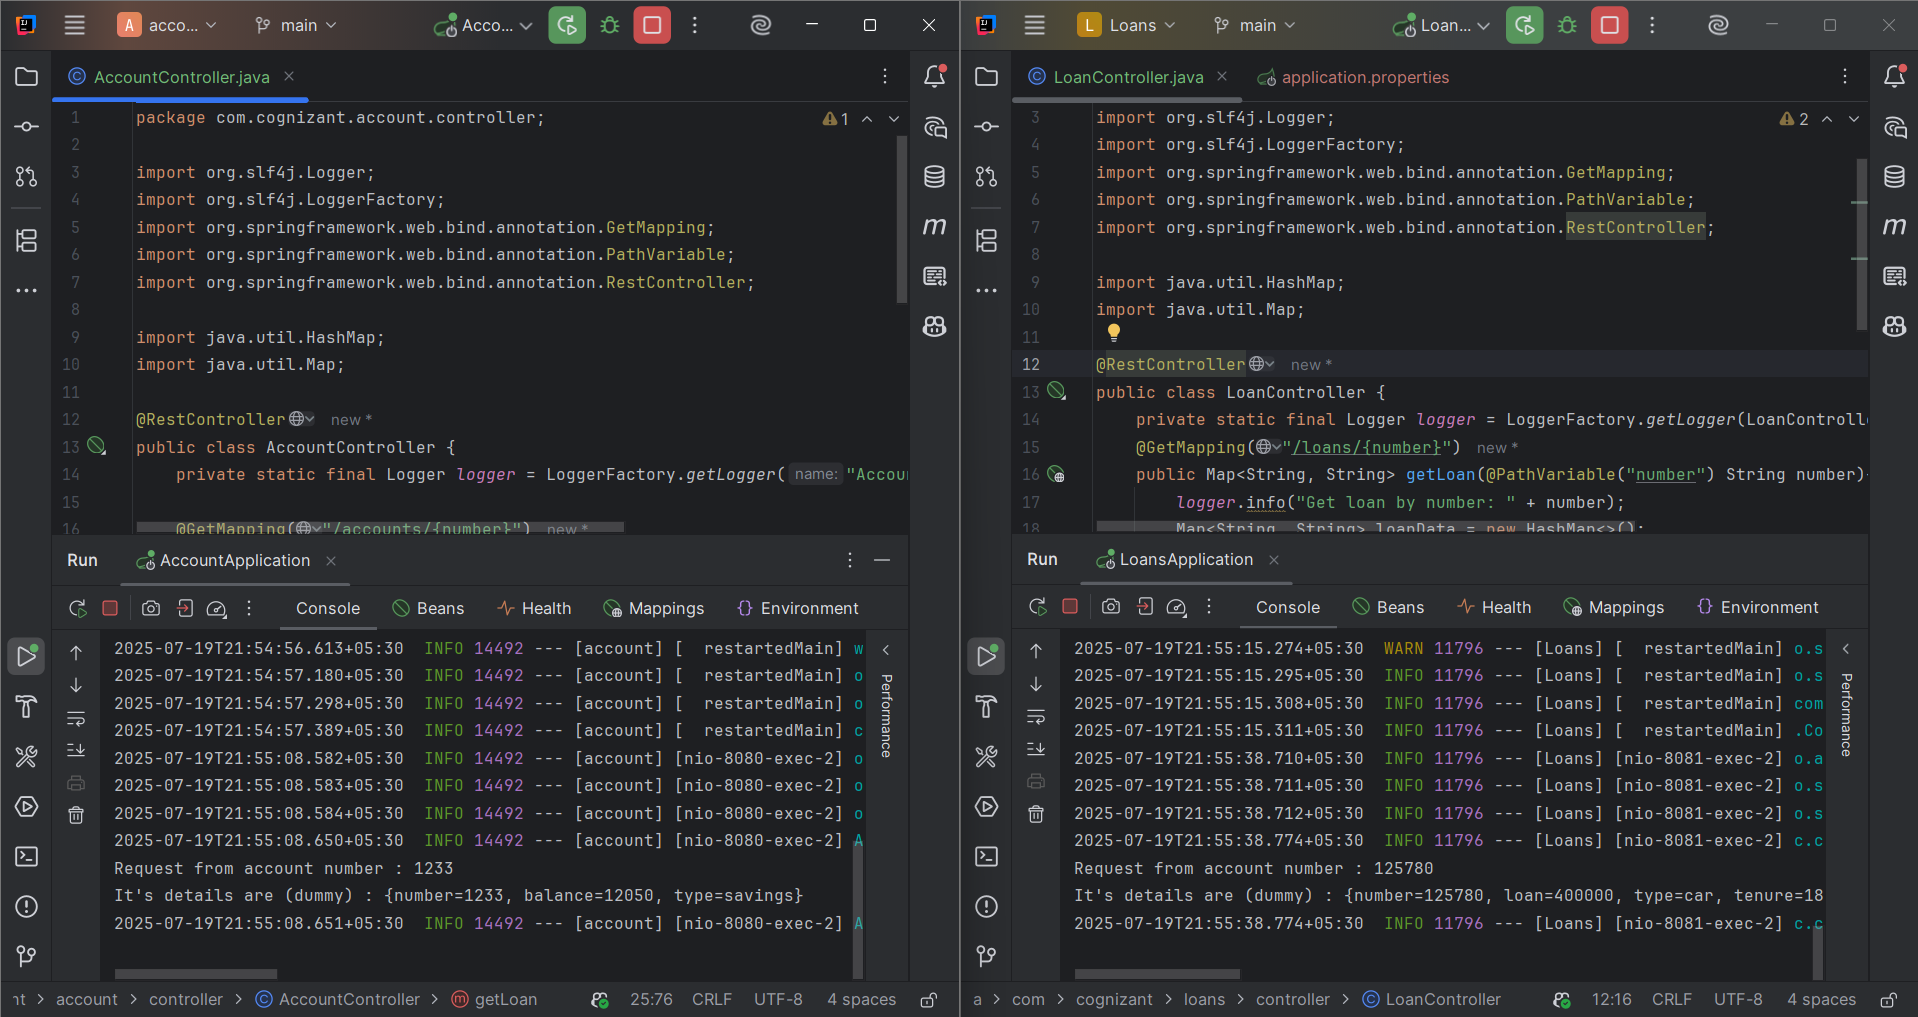 A acco... main Acco...
AccountController.java
1 package com.cognizant.account.controller; 1
2
3 import org.slf4j.Logger;
4 import org.slf4j.LoggerFactory;
5 import org.springframework.web.bind.annotation.GetMapping;
6 import org.springframework.web.bind.annotation.PathVariable;
7 import org.springframework.web.bind.annotation.RestController;
8
9 import java.util.HashMap;
10 import java.util.Map;
11
12 @RestController new *
13 public class AccountController {
14 private static final Logger logger = LoggerFactory.getLogger( name: "Accou
15
16 @GetMapping("/accounts/{number}") new *
Run AccountApplication
Console Beans Health Mappings Environment
2025-07-19T21:54:56.613+05:30 INFO 14492 --- [account] [ restartedMain] w
2025-07-19T21:54:57.180+05:30 INFO 14492 --- [account] [ restartedMain] o
2025-07-19T21:54:57.298+05:30 INFO 14492 --- [account] [ restartedMain] o
2025-07-19T21:54:57.389+05:30 INFO 14492 --- [account] [ restartedMain] c
2025-07-19T21:55:08.582+05:30 INFO 14492 --- [account] [nio-8080-exec-2] o
2025-07-19T21:55:08.583+05:30 INFO 14492 --- [account] [nio-8080-exec-2] o
2025-07-19T21:55:08.584+05:30 INFO 14492 --- [account] [nio-8080-exec-2] o
2025-07-19T21:55:08.650+05:30 INFO 14492 --- [account] [nio-8080-exec-2] A
Request from account number : 1233
It's details are (dummy) : {number=1233, balance=12050, type=savings}
2025-07-19T21:55:08.651+05:30 INFO 14492 --- [account] [nio-8080-exec-2] A
Performance
nt > account > controller > AccountController > getLoan 25:76 CRLF UTF-8 4 spaces
L Loans main Loan...
LoanController.java application.properties
3 import org.slf4j.Logger; 2
4 import org.slf4j.LoggerFactory;
5 import org.springframework.web.bind.annotation.GetMapping;
6 import org.springframework.web.bind.annotation.PathVariable;
7 import org.springframework.web.bind.annotation.RestController;
8
9 import java.util.HashMap;
10 import java.util.Map;
11
12 @RestController new *
13 public class LoanController {
14 private static final Logger logger = LoggerFactory.getLogger(LoanControll
15 @GetMapping("/loans/{number}") new *
16 public Map<String, String> getLoan(@PathVariable("number") String number)
17 logger.info("Get loan by number: " + number);
18 Map<String, String> loanData = new HashMap<>();
Run LoansApplication
Console Beans Health Mappings Environment
2025-07-19T21:55:15.274+05:30 WARN 11796 --- [Loans] [ restartedMain] o.s
2025-07-19T21:55:15.295+05:30 INFO 11796 --- [Loans] [ restartedMain] o.s
2025-07-19T21:55:15.308+05:30 INFO 11796 --- [Loans] [ restartedMain] com
2025-07-19T21:55:15.311+05:30 INFO 11796 --- [Loans] [ restartedMain] .Co
2025-07-19T21:55:38.710+05:30 INFO 11796 --- [Loans] [nio-8081-exec-2] o.a
2025-07-19T21:55:38.711+05:30 INFO 11796 --- [Loans] [nio-8081-exec-2] o.s
2025-07-19T21:55:38.712+05:30 INFO 11796 --- [Loans] [nio-8081-exec-2] o.s
2025-07-19T21:55:38.774+05:30 INFO 11796 --- [Loans] [nio-8081-exec-2] c.c
Request from account number : 125780
It's details are (dummy) : {number=125780, loan=400000, type=car, tenure=18
2025-07-19T21:55:38.774+05:30 INFO 11796 --- [Loans] [nio-8081-exec-2] c.c
Performance
a > com > cognizant > loans > controller > LoanController 12:16 CRLF UTF-8 4 spaces